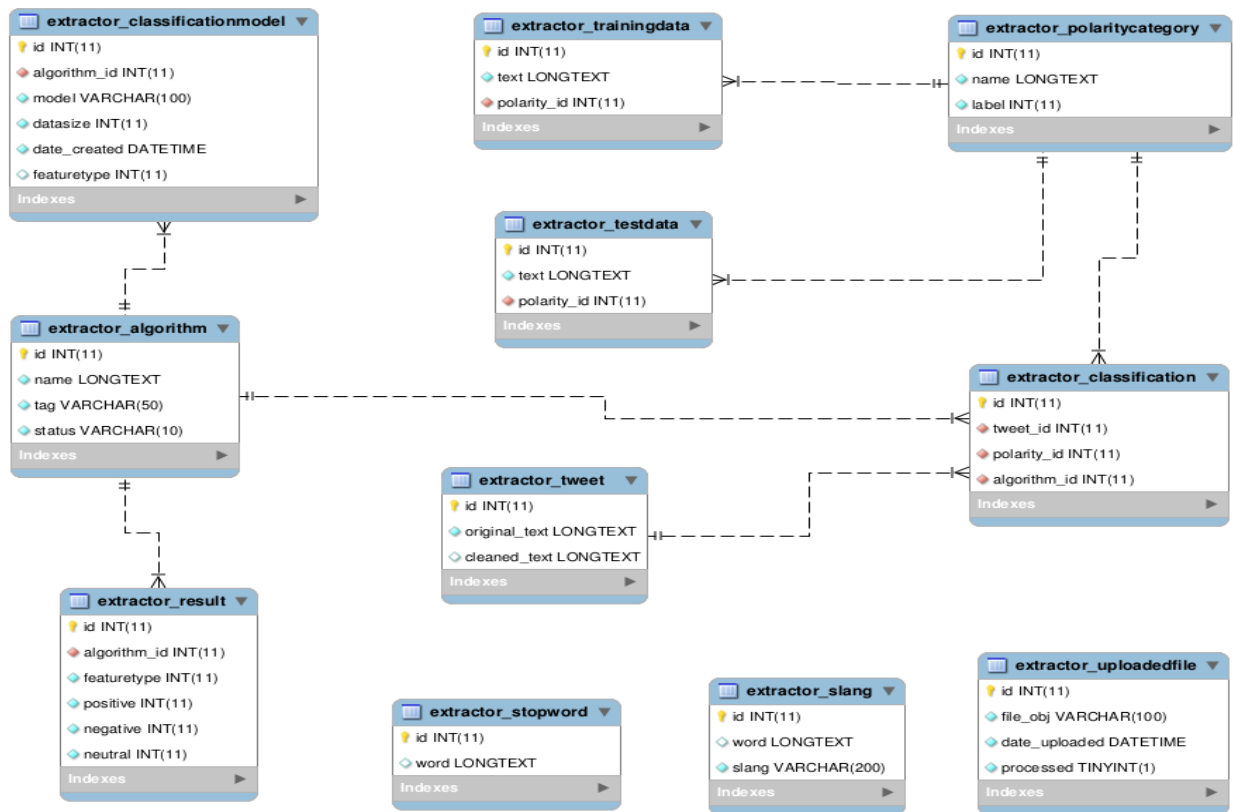 extractor_classificationmodel
id INT(11)
algorithm_id INT(11)
model VARCHAR(100)
datasize INT(11)
date_created DATETIME
featuretype INT(11)
Indexes
extractor_trainingdata
id INT(11)
text LONGTEXT
polarity_id INT(11)
Indexes
extractor_polaritycategory
id INT(11)
name LONGTEXT
label INT(11)
Indexes
extractor_testdata
id INT(11)
text LONGTEXT
polarity_id INT(11)
Indexes
extractor_algorithm
id INT(11)
name LONGTEXT
tag VARCHAR(50)
status VARCHAR(10)
Indexes
extractor_classification
id INT(11)
tweet_id INT(11)
polarity_id INT(11)
algorithm_id INT(11)
Indexes
extractor_tweet
id INT(11)
original_text LONGTEXT
cleaned_text LONGTEXT
Indexes
extractor_result
id INT(11)
algorithm_id INT(11)
featuretype INT(11)
positive INT(11)
negative INT(11)
neutral INT(11)
Indexes
extractor_stopword
id INT(11)
word LONGTEXT
Indexes
extractor_slang
id INT(11)
word LONGTEXT
slang VARCHAR(200)
Indexes
extractor_uploadedfile
id INT(11)
file_obj VARCHAR(100)
date_uploaded DATETIME
processed TINYINT(1)
Indexes